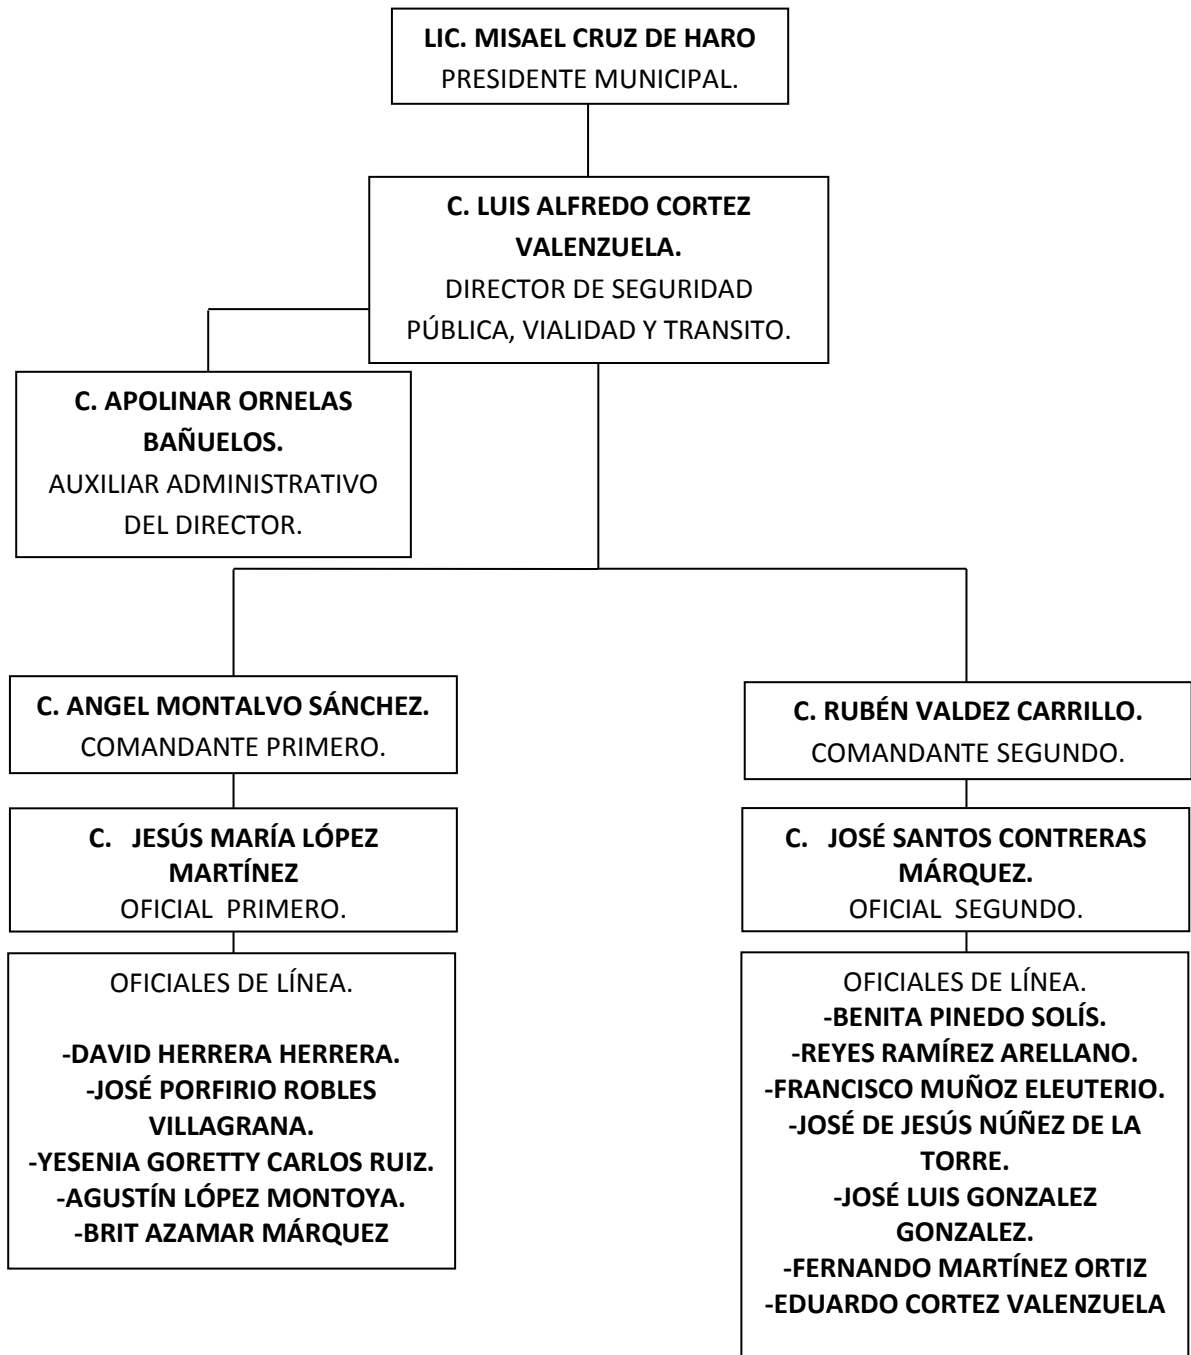 LIC. MISAEL CRUZ DE HARO
PRESIDENTE MUNICIPAL.
C. LUIS ALFREDO CORTEZ
VALENZUELA.
DIRECTOR DE SEGURIDAD
PÚBLICA, VIALIDAD Y TRANSITO.
C. APOLINAR ORNELAS
BAÑUELOS.
AUXILIAR ADMINISTRATIVO
DEL DIRECTOR.
C. ANGEL MONTALVO SÁNCHEZ.
COMANDANTE PRIMERO.
C. JESÚS MARÍA LÓPEZ
MARTÍNEZ
OFICIAL PRIMERO.
OFICIALES DE LÍNEA.
-DAVID HERRERA HERRERA.
-JOSÉ PORFIRIO ROBLES
VILLAGRANA.
-YESENIA GORETTY CARLOS RUIZ.
-AGUSTÍN LÓPEZ MONTOYA.
-BRIT AZAMAR MÁRQUEZ
C. RUBÉN VALDEZ CARRILLO.
COMANDANTE SEGUNDO.
C. JOSÉ SANTOS CONTRERAS
MÁRQUEZ.
OFICIAL SEGUNDO.
OFICIALES DE LÍNEA.
-BENITA PINEDO SOLÍS.
-REYES RAMÍREZ ARELLANO.
-FRANCISCO MUÑOZ ELEUTERIO.
-JOSÉ DE JESÚS NÚÑEZ DE LA
TORRE.
-JOSÉ LUIS GONZALEZ
GONZALEZ.
-FERNANDO MARTÍNEZ ORTIZ
-EDUARDO CORTEZ VALENZUELA